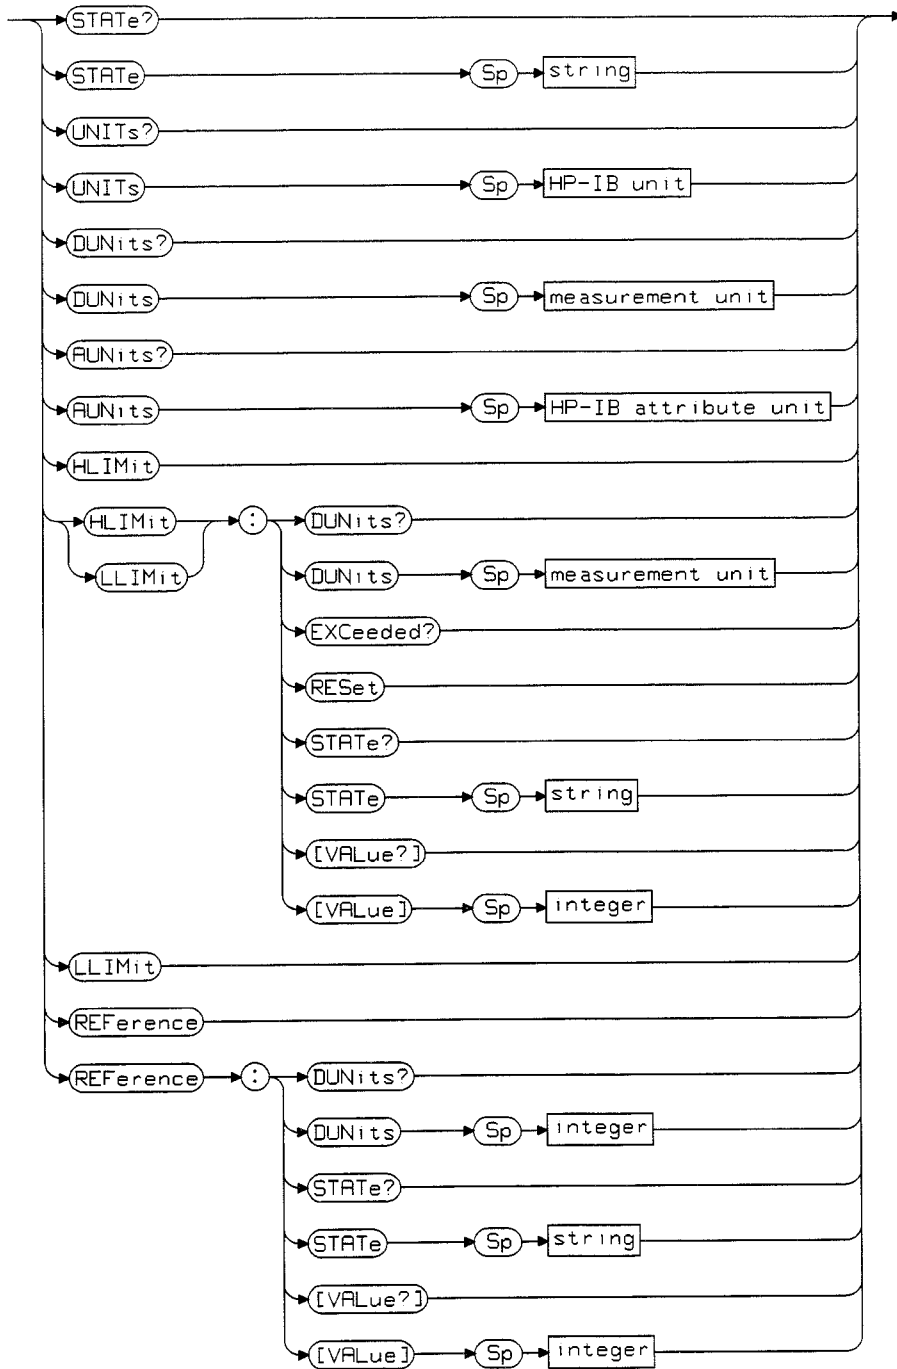 STATe?
STATe Sp string
UNITs?
UNITs Sp HP-IB unit
DUNits?
DUNits Sp measurement unit
AUNits?
AUNits Sp HP-IB attribute unit
HLIMit
HLIMit : DUNits?
LLIMit DUNits Sp measurement unit
EXCeeded?
RESet
STATe?
STATe Sp string
[VALue?]
[VALue] Sp integer
LLIMit
REFerence
REFerence : DUNits?
DUNits Sp integer
STATe?
STATe Sp string
[VALue?]
[VALue] Sp integer